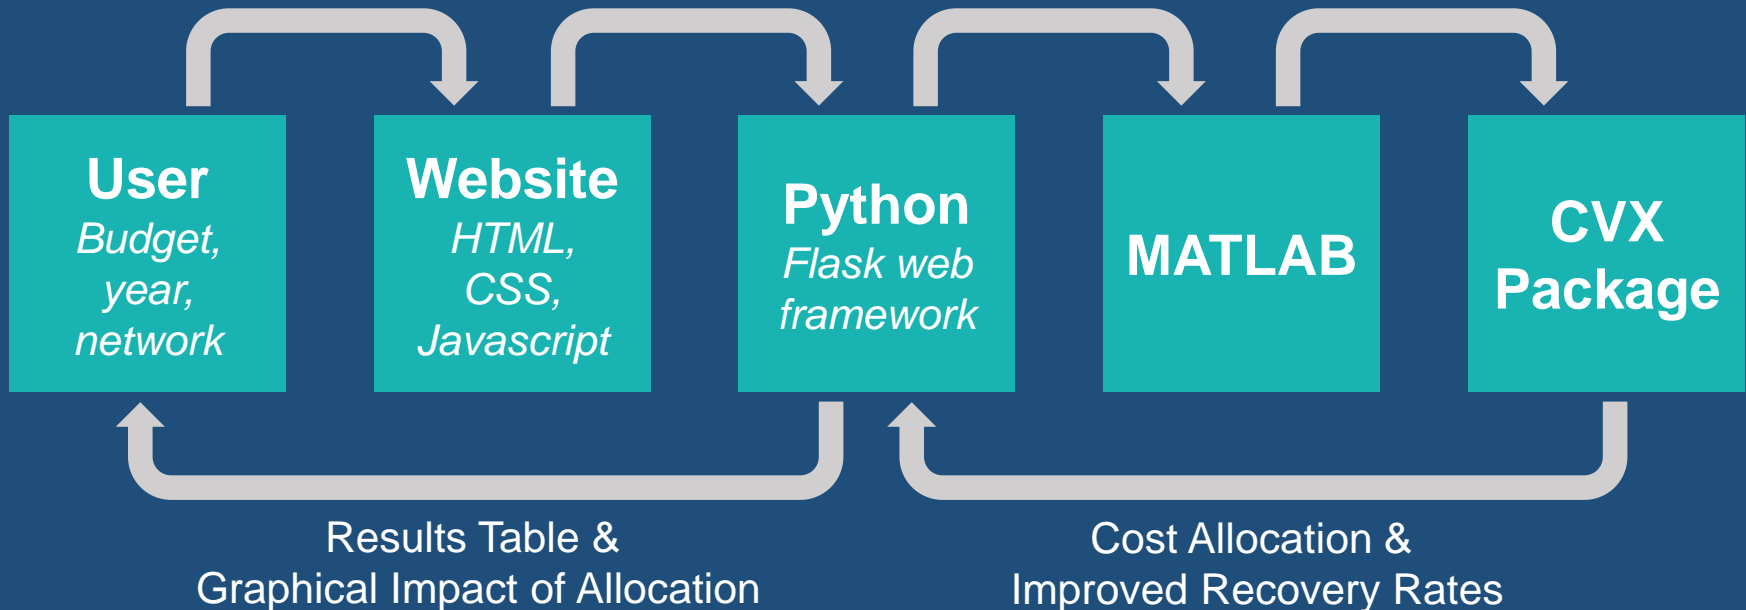 User
Budget,
year,
network
Website
HTML,
CSS,
Javascript
Python
Flask web
framework
MATLAB
CVX
Package
Results Table &
Graphical Impact of Allocation
Cost Allocation &
Improved Recovery Rates